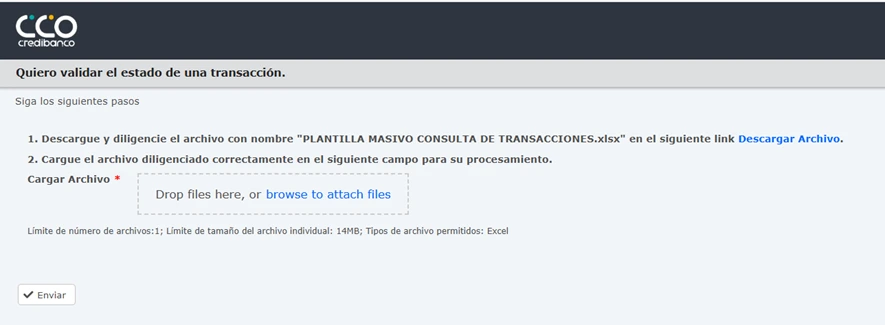 CCO
credibanco
Quiero validar el estado de una transacción.
Siga los siguientes pasos
1. Descargue y diligencie el archivo con nombre "PLANTILLA MASIVO CONSULTA DE TRANSACCIONES.xlsx" en el siguiente link Descargar Archivo.
2. Cargue el archivo diligenciado correctamente en el siguiente campo para su procesamiento.
Cargar Archivo *
Drop files here, or browse to attach files
Límite de número de archivos:1; Límite de tamaño del archivo individual: 14MB; Tipos de archivo permitidos: Excel
Enviar